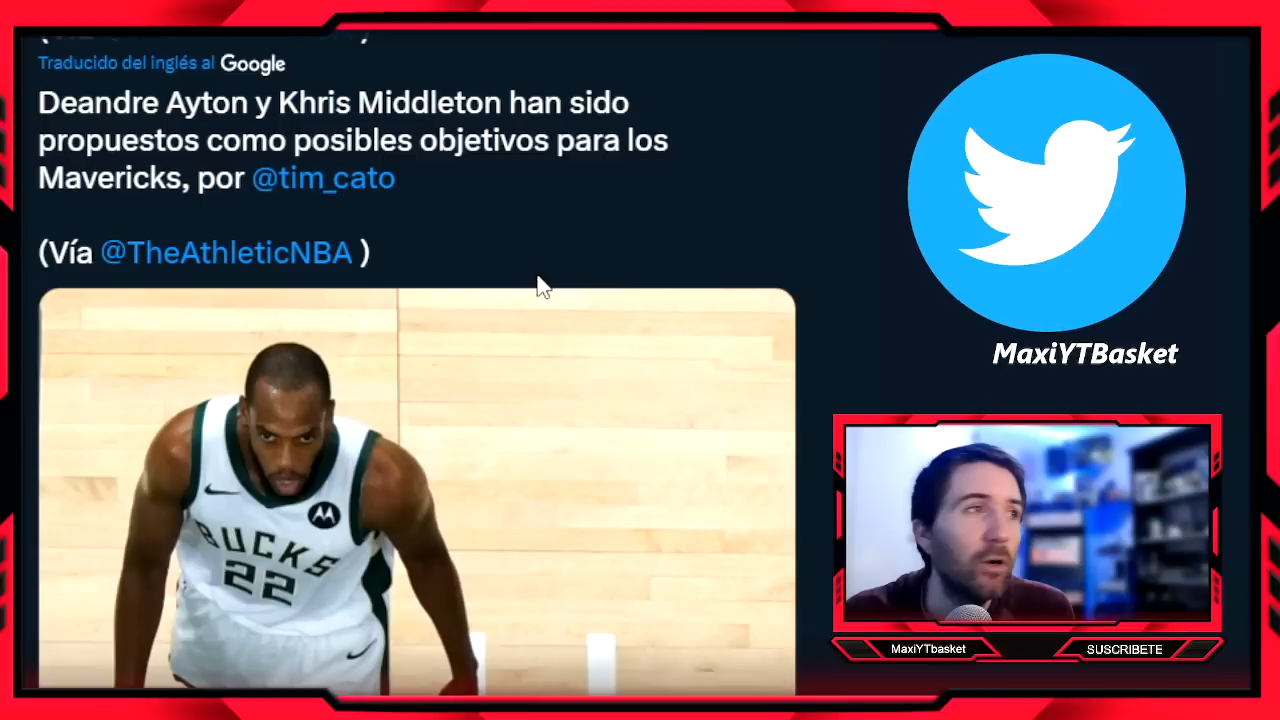 Traducido del inglés al Google
Deandre Ayton y Khris Middleton han sido
propuestos como posibles objetivos para los
Mavericks, por @tim_cato
(Vía @TheAthleticNBA )
MaxiYTBasket
BUCKS
22
MaxiYTbasket
SUSCRIBETE